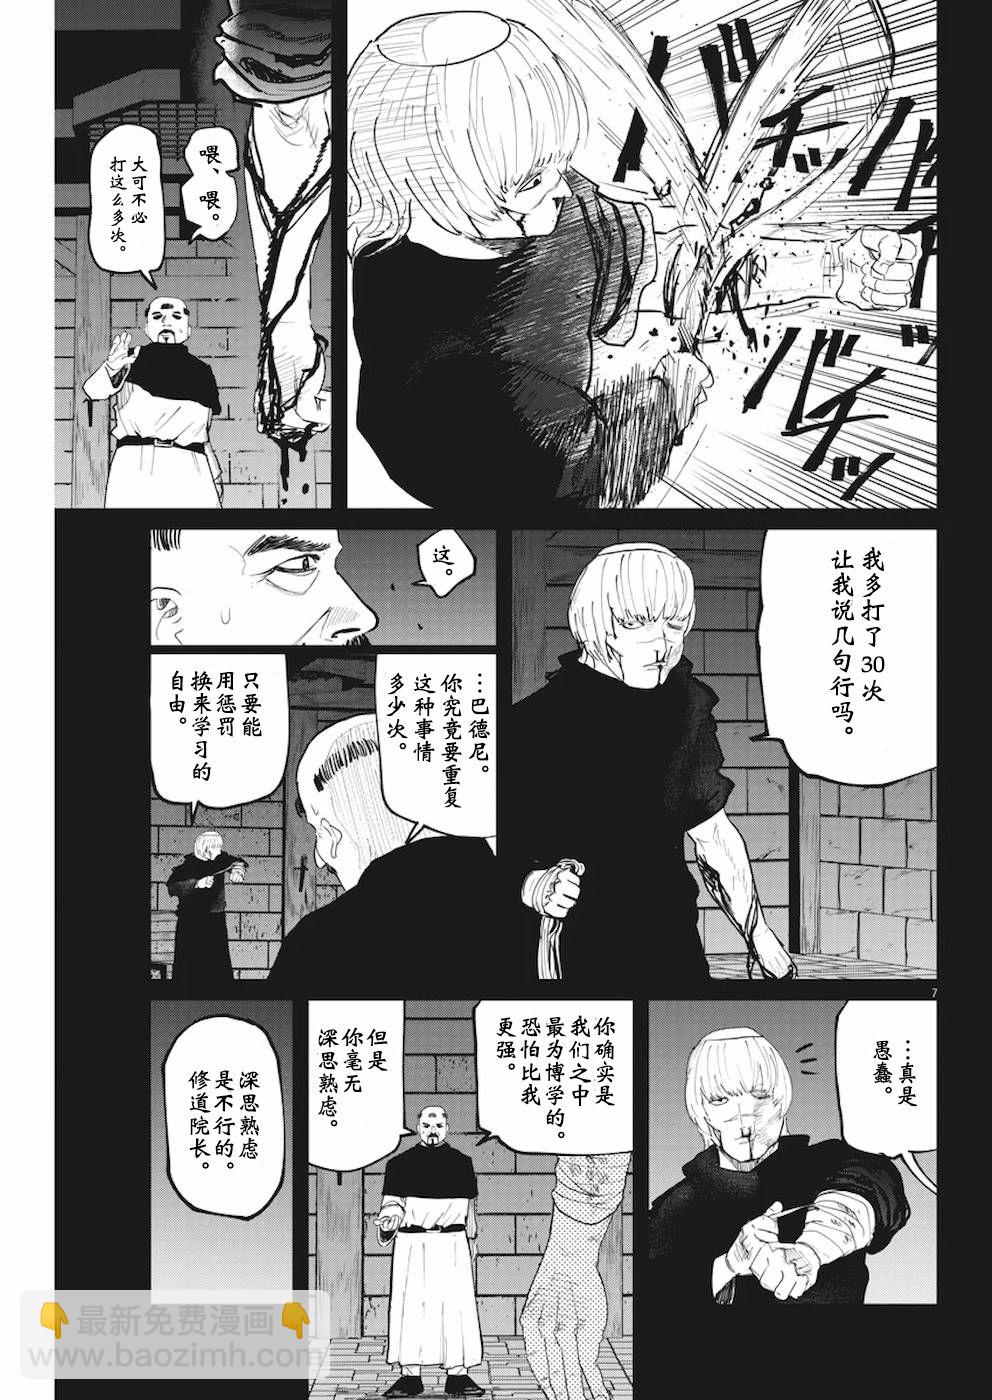 バチ
バチッ
喂、
喂。
大可不必
打这么多次。
我多打了30次
让我说几句行吗。
这。
…巴德尼。
你究竟要重复
这种事情
多少次。
只要能
用惩罚
换来学习的
自由。
7
…真是
愚蠢。
你确实是
我们之中
最为博学的。
恐怕比我
更强。
但是
你毫无
深思熟虑。
深思熟虑
是不行的。
修道院长。
👇最新免费漫画👇
www.baozimh.com